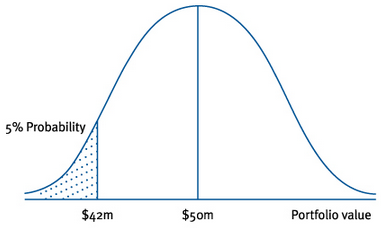 5% Probability
$42m
$50m
Portfolio value